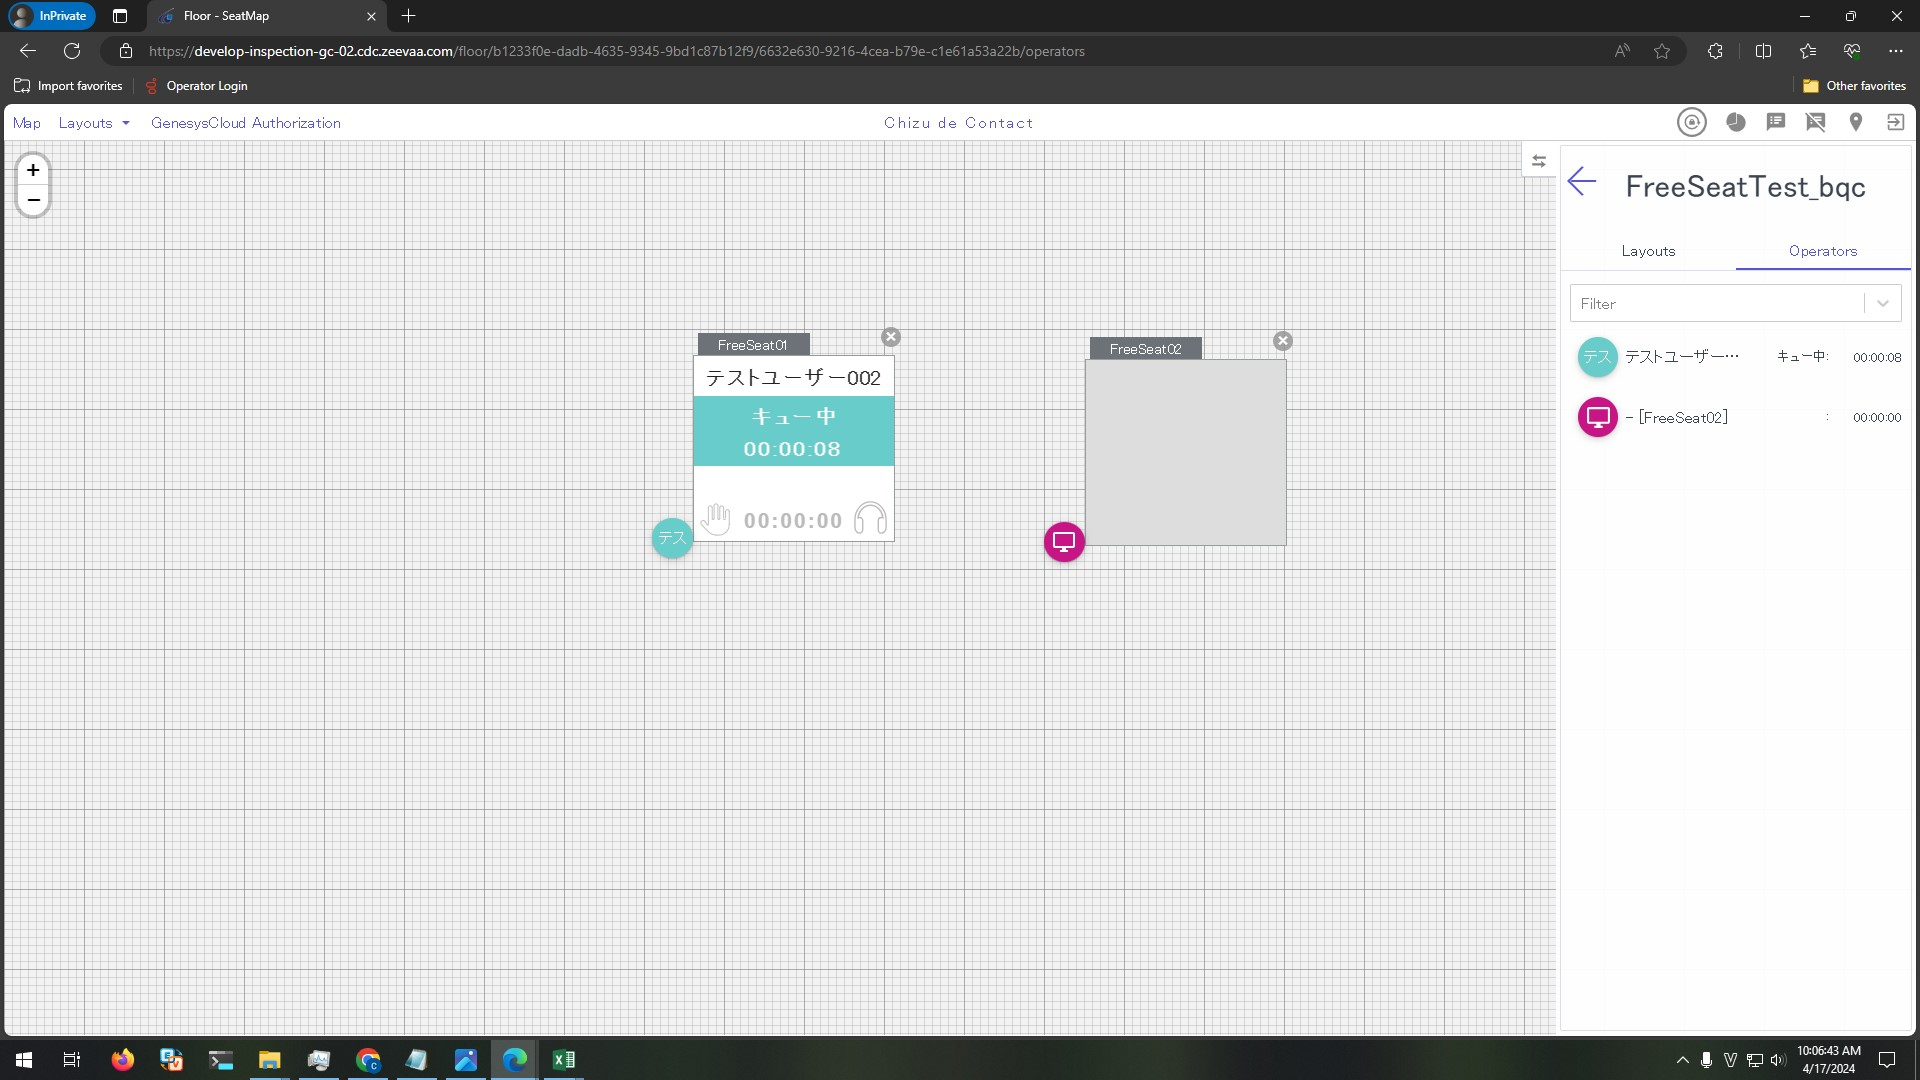 InPrivate
Floor - SeatMap
https://develop-inspection-gc-02.cdc.zeevaa.com/floor/b1233f0e-dadb-4635-9345-9bd1c87b12f9/6632e630-9216-4cea-b79e-c1e61a53a22b/operators
Import favorites
Operator Login
Other favorites
Map
Layouts
GenesysCloud Authorization
Chizu de Contact
+
−
FreeSeat01
テストユーザー002
キュー中
00:00:08
00:00:00
テス
FreeSeat02
FreeSeatTest_bqc
Layouts
Operators
Filter
テス テストユーザー… キュー中: 00:00:08
- [FreeSeat02] : 00:00:00
10:06:43 AM
4/17/2024